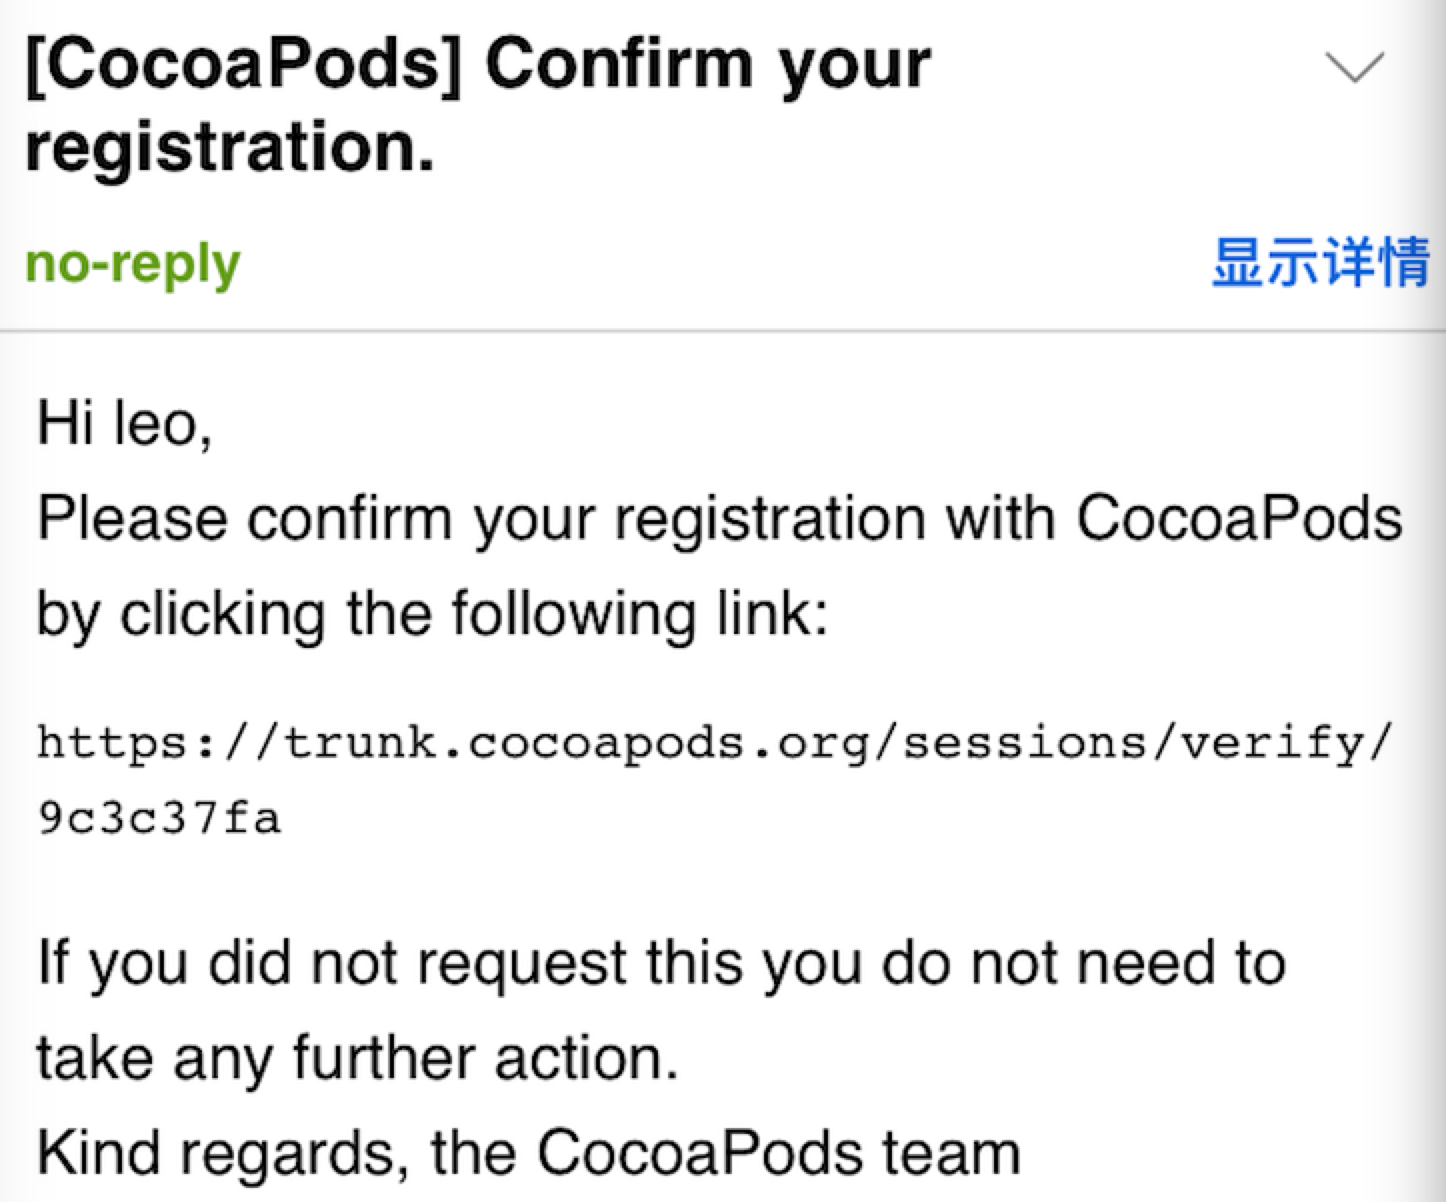 [CocoaPods] Confirm your
registration.
no-reply
显示详情
Hi leo,
Please confirm your registration with CocoaPods
by clicking the following link:
https://trunk.cocoapods.org/sessions/verify/
9c3c37fa
If you did not request this you do not need to
take any further action.
Kind regards, the CocoaPods team